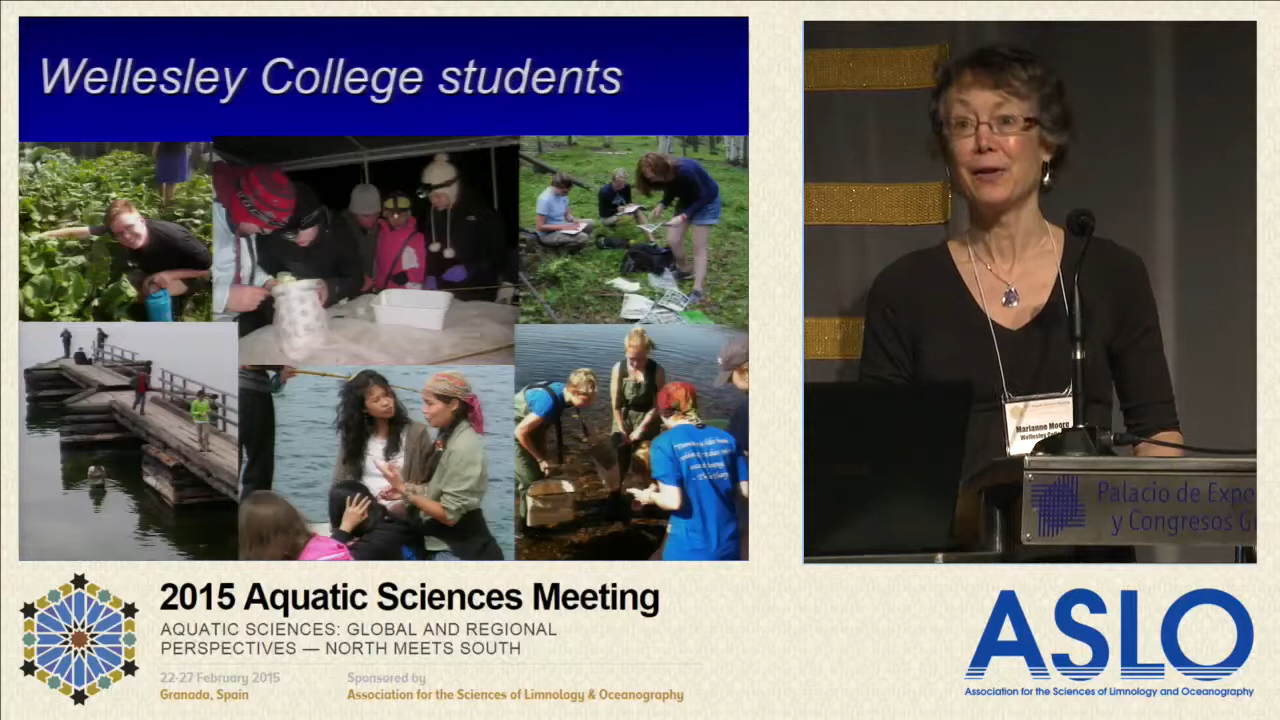 Wellesley College students
Marianne Moore
Wellesley Col
Palacio de Expo
y Congresos G
2015 Aquatic Sciences Meeting
AQUATIC SCIENCES: GLOBAL AND REGIONAL
PERSPECTIVES — NORTH MEETS SOUTH
22-27 February 2015
Granada, Spain
Sponsored by
Association for the Sciences of Limnology & Oceanography
ASLO
Association for the Sciences of Limnology and Oceanography